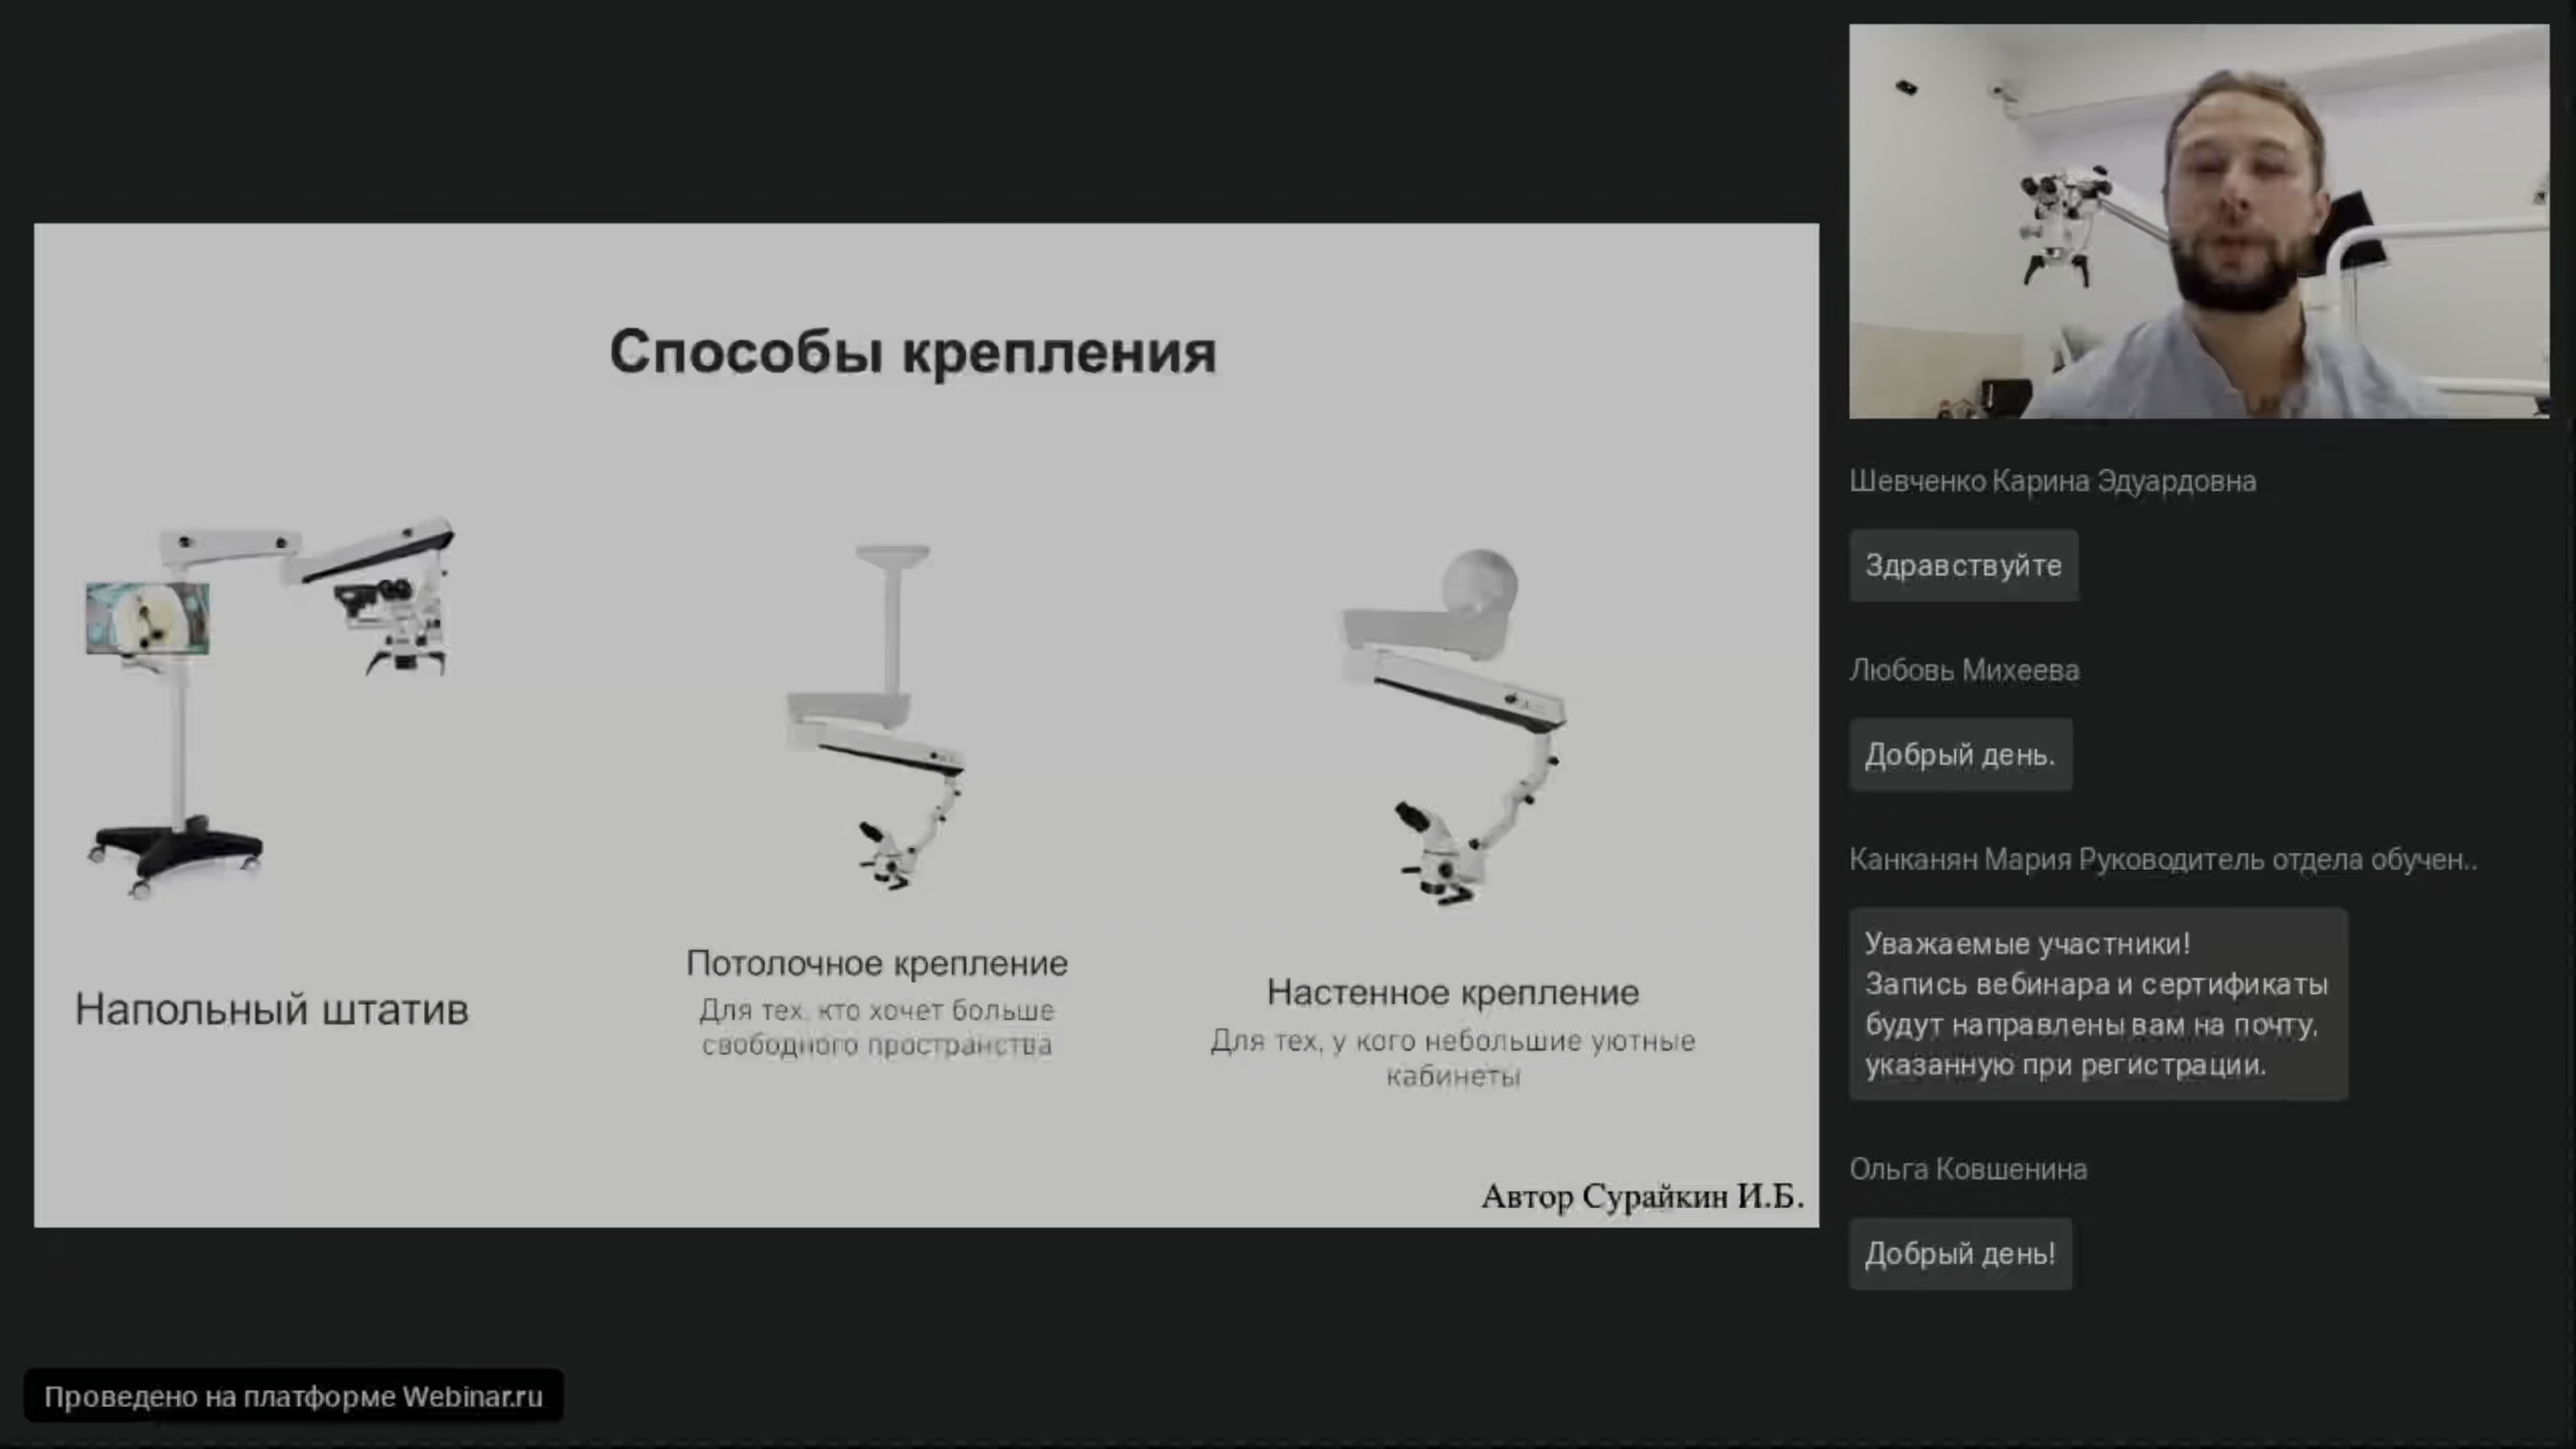 Способы крепления
Напольный штатив
Потолочное крепление
Для тех, кто хочет больше
свободного пространства
Настенное крепление
Для тех, у кого небольшие уютные
кабинеты
Автор Сурайкин И.Б.
Шевченко Карина Эдуардовна
Здравствуйте
Любовь Михеева
Добрый день.
Канканян Мария Руководитель отдела обучен..
Уважаемые участники!
Запись вебинара и сертификаты
будут направлены вам на почту,
указанную при регистрации.
Ольга Ковшенина
Добрый день!
Проведено на платформе Webinar.ru